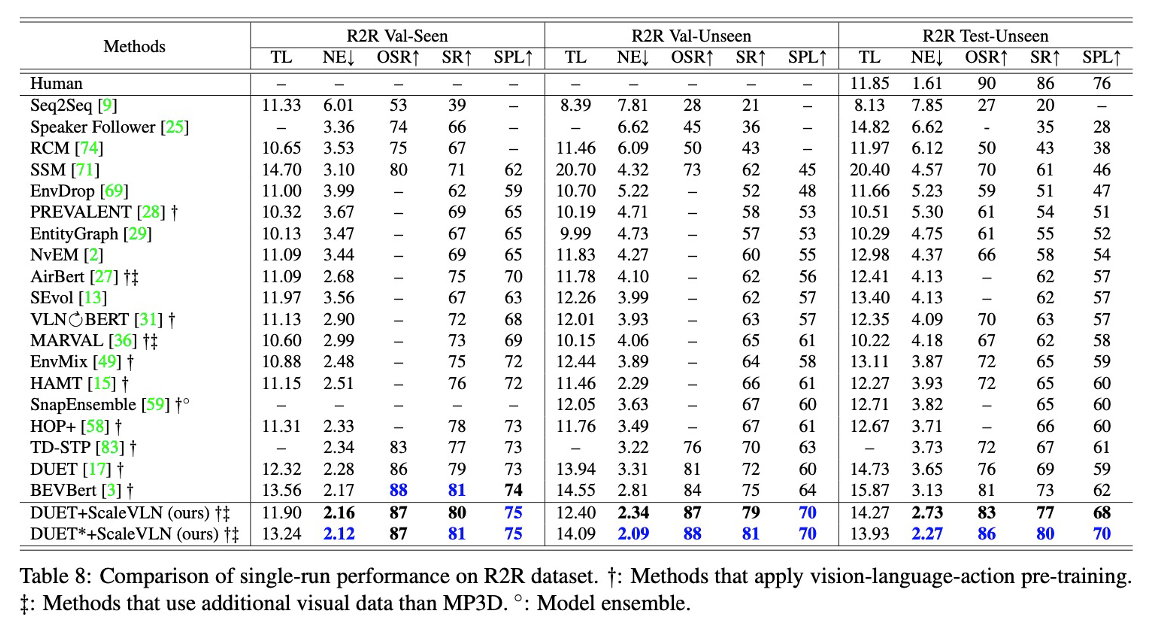 Methods R2R Val-Seen R2R Val-Unseen R2R Test-Unseen
TL NE↓ OSR↑ SR↑ SPL↑ TL NE↓ OSR↑ SR↑ SPL↑ TL NE↓ OSR↑ SR↑ SPL↑
Human – – – – – – – – – – 11.85 1.61 90 86 76
Seq2Seq [9] 11.33 6.01 53 39 – 8.39 7.81 28 21 – 8.13 7.85 27 20 –
Speaker Follower [25] – 3.36 74 66 – – 6.62 45 36 – 14.82 6.62 - 35 28
RCM [74] 10.65 3.53 75 67 – 11.46 6.09 50 43 – 11.97 6.12 50 43 38
SSM [71] 14.70 3.10 80 71 62 20.70 4.32 73 62 45 20.40 4.57 70 61 46
EnvDrop [69] 11.00 3.99 – 62 59 10.70 5.22 – 52 48 11.66 5.23 59 51 47
PREVALENT [28] † 10.32 3.67 – 69 65 10.19 4.71 – 58 53 10.51 5.30 61 54 51
EntityGraph [29] 10.13 3.47 – 67 65 9.99 4.73 – 57 53 10.29 4.75 61 55 52
NvEM [2] 11.09 3.44 – 69 65 11.83 4.27 – 60 55 12.98 4.37 66 58 54
AirBert [27] †‡ 11.09 2.68 – 75 70 11.78 4.10 – 62 56 12.41 4.13 – 62 57
SEvol [13] 11.97 3.56 – 67 63 12.26 3.99 – 62 57 13.40 4.13 – 62 57
VLN↻BERT [31] † 11.13 2.90 – 72 68 12.01 3.93 – 63 57 12.35 4.09 70 63 57
MARVAL [36] †‡ 10.60 2.99 – 73 69 10.15 4.06 – 65 61 10.22 4.18 67 62 58
EnvMix [49] † 10.88 2.48 – 75 72 12.44 3.89 – 64 58 13.11 3.87 72 65 59
HAMT [15] † 11.15 2.51 – 76 72 11.46 2.29 – 66 61 12.27 3.93 72 65 60
SnapEnsemble [59] †° – – – – – 12.05 3.63 – 67 60 12.71 3.82 – 65 60
HOP+ [58] † 11.31 2.33 – 78 73 11.76 3.49 – 67 61 12.67 3.71 – 66 60
TD-STP [83] † – 2.34 83 77 73 – 3.22 76 70 63 – 3.73 72 67 61
DUET [17] † 12.32 2.28 86 79 73 13.94 3.31 81 72 60 14.73 3.65 76 69 59
BEVBert [3] † 13.56 2.17 88 81 74 14.55 2.81 84 75 64 15.87 3.13 81 73 62
DUET+ScaleVLN (ours) †‡ 11.90 2.16 87 80 75 12.40 2.34 87 79 70 14.27 2.73 83 77 68
DUET*+ScaleVLN (ours) †‡ 13.24 2.12 87 81 75 14.09 2.09 88 81 70 13.93 2.27 86 80 70
Table 8: Comparison of single-run performance on R2R dataset. †: Methods that apply vision-language-action pre-training.
‡: Methods that use additional visual data than MP3D. °: Model ensemble.